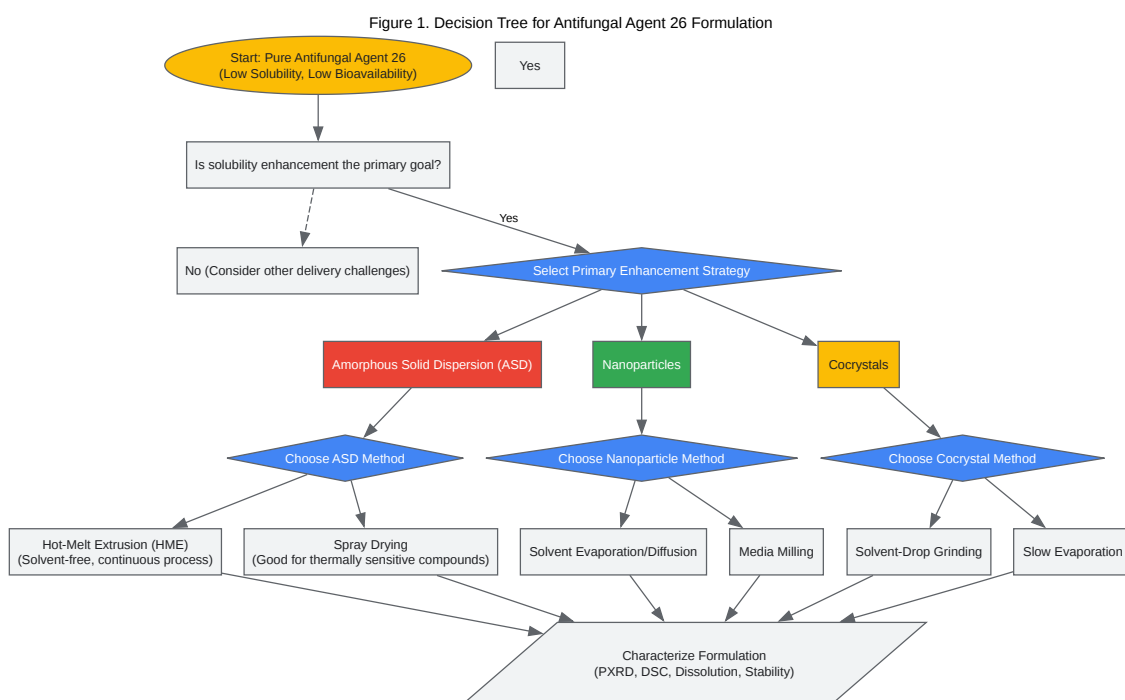 Figure 1. Decision Tree for Antifungal Agent 26 Formulation
Start: Pure Antifungal Agent 26
(Low Solubility, Low Bioavailability)
Yes
Is solubility enhancement the primary goal?
Yes
No (Consider other delivery challenges)
Select Primary Enhancement Strategy
Amorphous Solid Dispersion (ASD)
Nanoparticles
Cocrystals
Choose ASD Method
Choose Nanoparticle Method
Choose Cocrystal Method
Hot-Melt Extrusion (HME)
(Solvent-free, continuous process)
Spray Drying
(Good for thermally sensitive compounds)
Solvent Evaporation/Diffusion
Media Milling
Solvent-Drop Grinding
Slow Evaporation
Characterize Formulation
(PXRD, DSC, Dissolution, Stability)